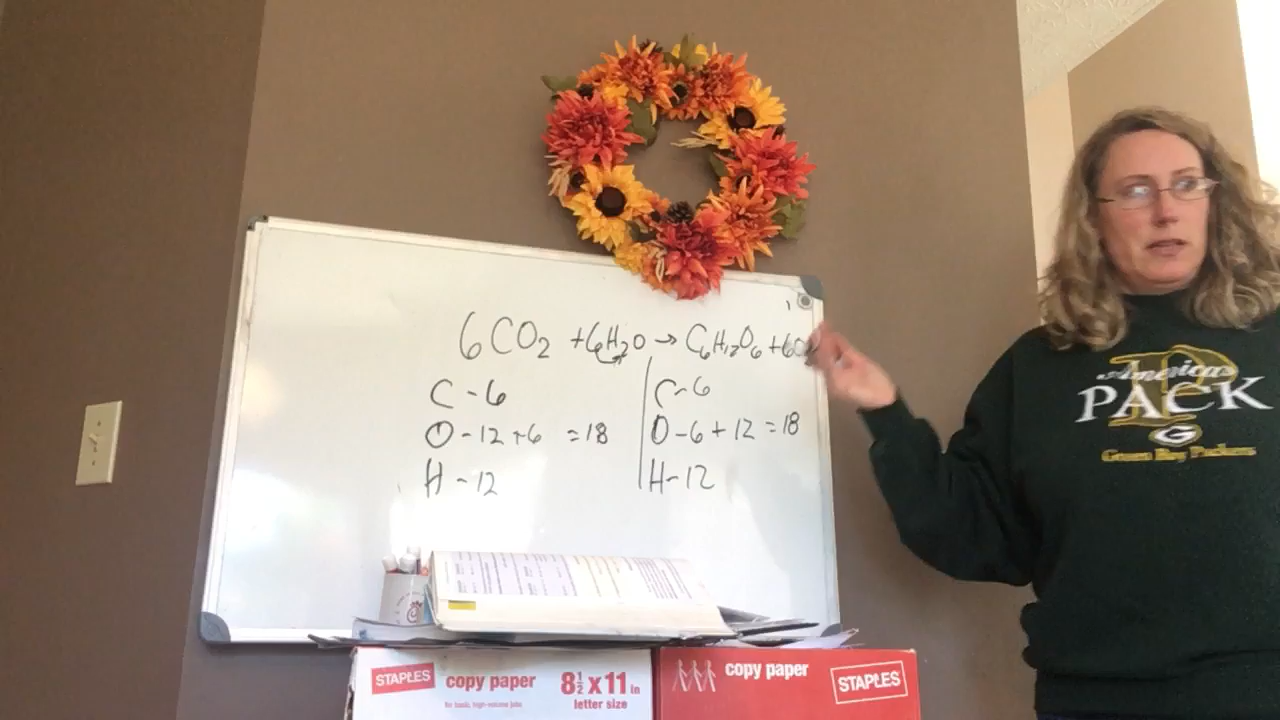 6CO₂ +6H₂O → C₆H₁₂O₆ +6O
C - 6
O - 12 + 6 = 18
H - 12
C - 6
O - 6 + 12 = 18
H - 12
America's
PACK
G
Green Bay Packers
STAPLES copy paper 8½ x 11 in
letter size
copy paper STAPLES